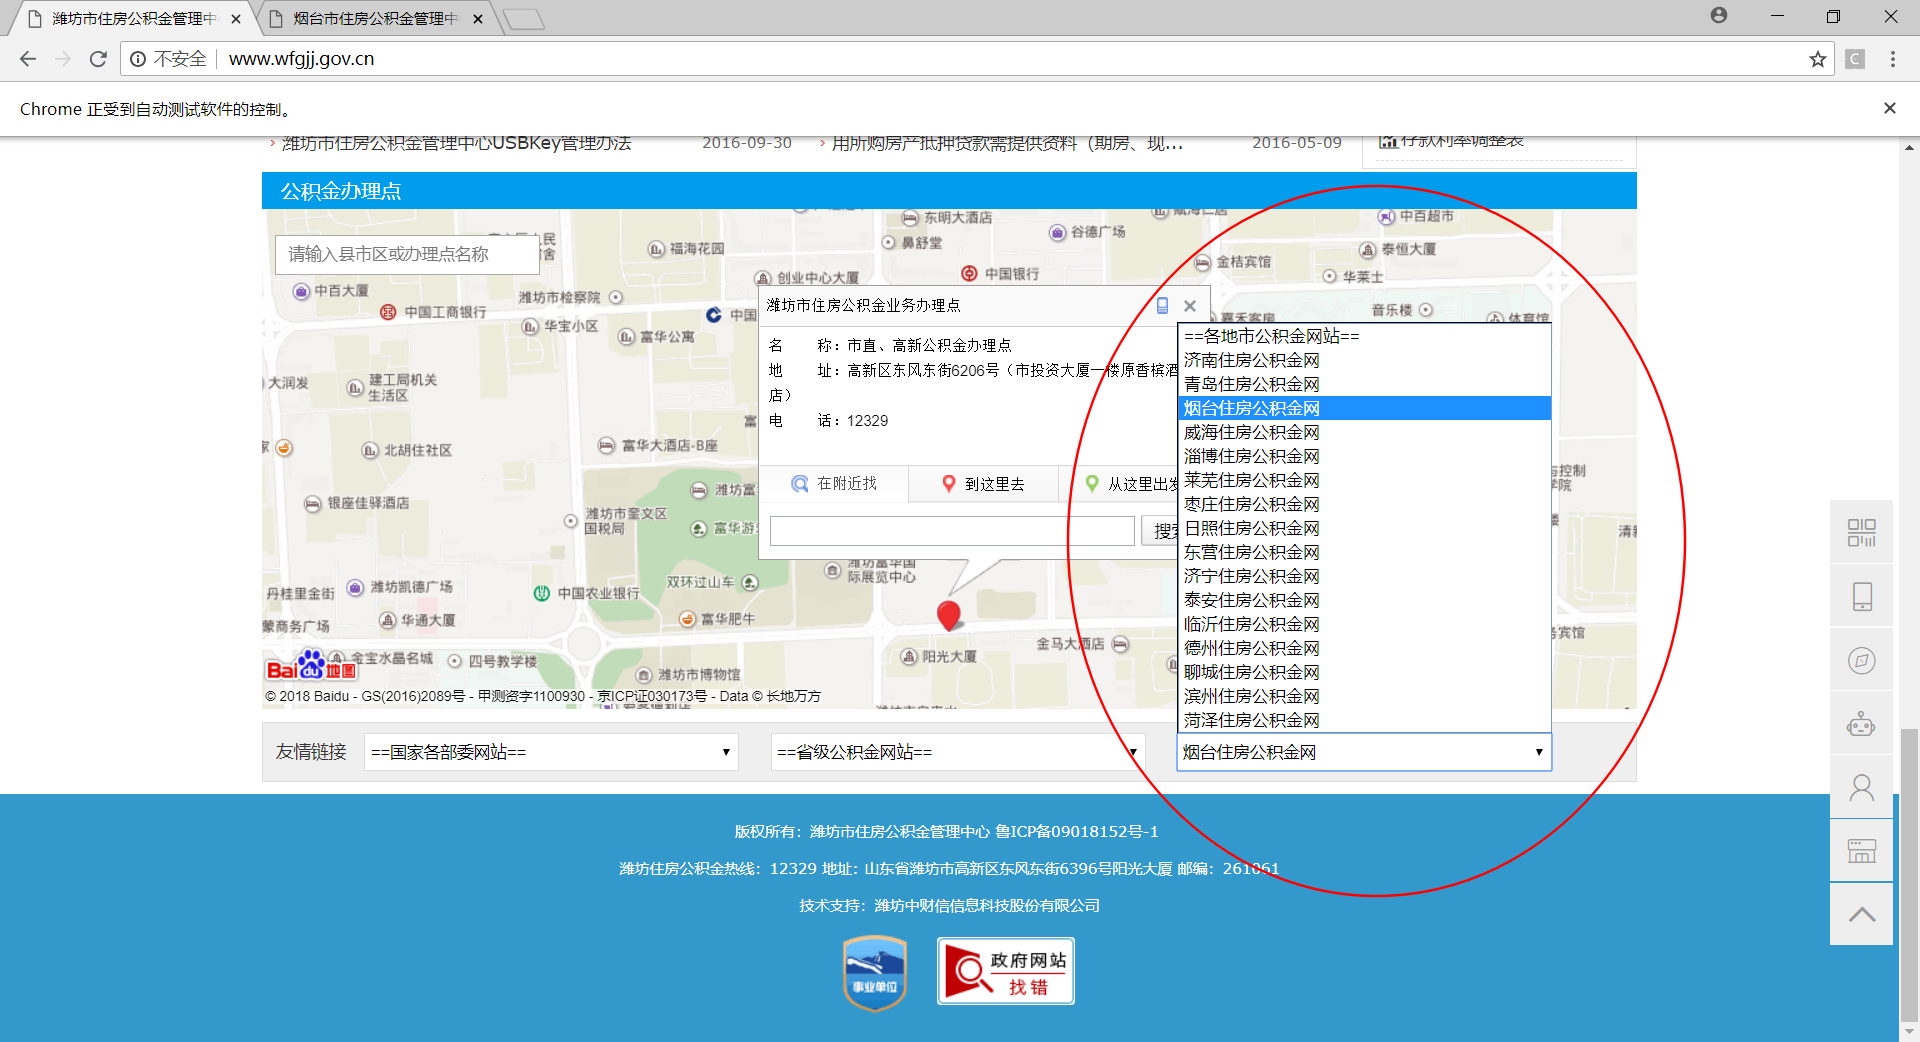 潍坊市住房公积金管理中
烟台市住房公积金管理中
不安全
www.wfgjj.gov.cn
C
Chrome 正受到自动测试软件的控制。
潍坊市住房公积金管理中心USBKey管理办法
2016-09-30
用所购房产抵押贷款需提供资料（期房、现...
2016-05-09
存款利率调整表
公积金办理点
请输入县市区或办理点名称
东明大酒店
中百超市
福海花园
鼻舒堂
谷德广场
泰恒大厦
创业中心大厦
中国银行
金桔宾馆
华莱士
中百大厦
潍坊市检察院
中国工商银行
华宝小区
富华公寓
中国
嘉禾客房
音乐楼
体育馆
大润发
建工局机关
生活区
北胡住社区
富华大酒店-B座
银座佳驿酒店
潍坊市奎文区
国税局
潍坊富
富华游
与控制
学院
清新
潍坊富华国
际展览中心
丹桂里金街
潍坊凯德广场
中国农业银行
双环过山车
蒙商务广场
华通大厦
富华肥牛
金宝水晶名城
四号教学楼
阳光大厦
金马大酒店
宾馆
潍坊市博物馆
Baidu地图
© 2018 Baidu - GS(2016)2089号 - 甲测资字1100930 - 京ICP证030173号 - Data © 长地万方
潍坊市住房公积金业务办理点
名 称：市直、高新公积金办理点
地 址：高新区东风东街6206号（市投资大厦一楼原香槟酒
店）
电 话：12329
在附近找
到这里去
从这里出发
搜索
==各地市公积金网站==
济南住房公积金网
青岛住房公积金网
烟台住房公积金网
威海住房公积金网
淄博住房公积金网
莱芜住房公积金网
枣庄住房公积金网
日照住房公积金网
东营住房公积金网
济宁住房公积金网
泰安住房公积金网
临沂住房公积金网
德州住房公积金网
聊城住房公积金网
滨州住房公积金网
菏泽住房公积金网
友情链接
==国家各部委网站==
==省级公积金网站==
烟台住房公积金网
版权所有：潍坊市住房公积金管理中心 鲁ICP备09018152号-1
潍坊住房公积金热线：12329 地址: 山东省潍坊市高新区东风东街6396号阳光大厦 邮编：261061
技术支持：潍坊中财信信息科技股份有限公司
事业单位
政府网站
找错